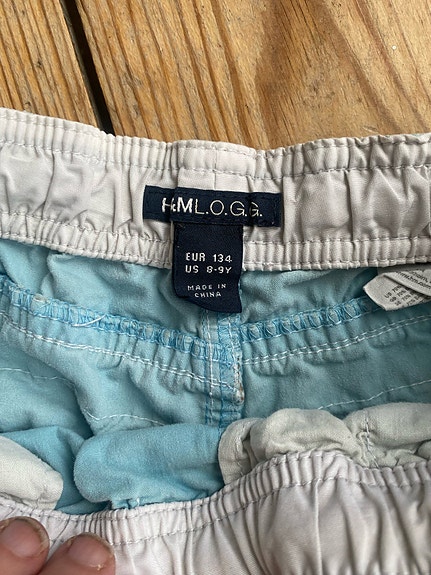 H&M L.O.G.G.
EUR 134
US 8-9Y
MADE IN
CHINA